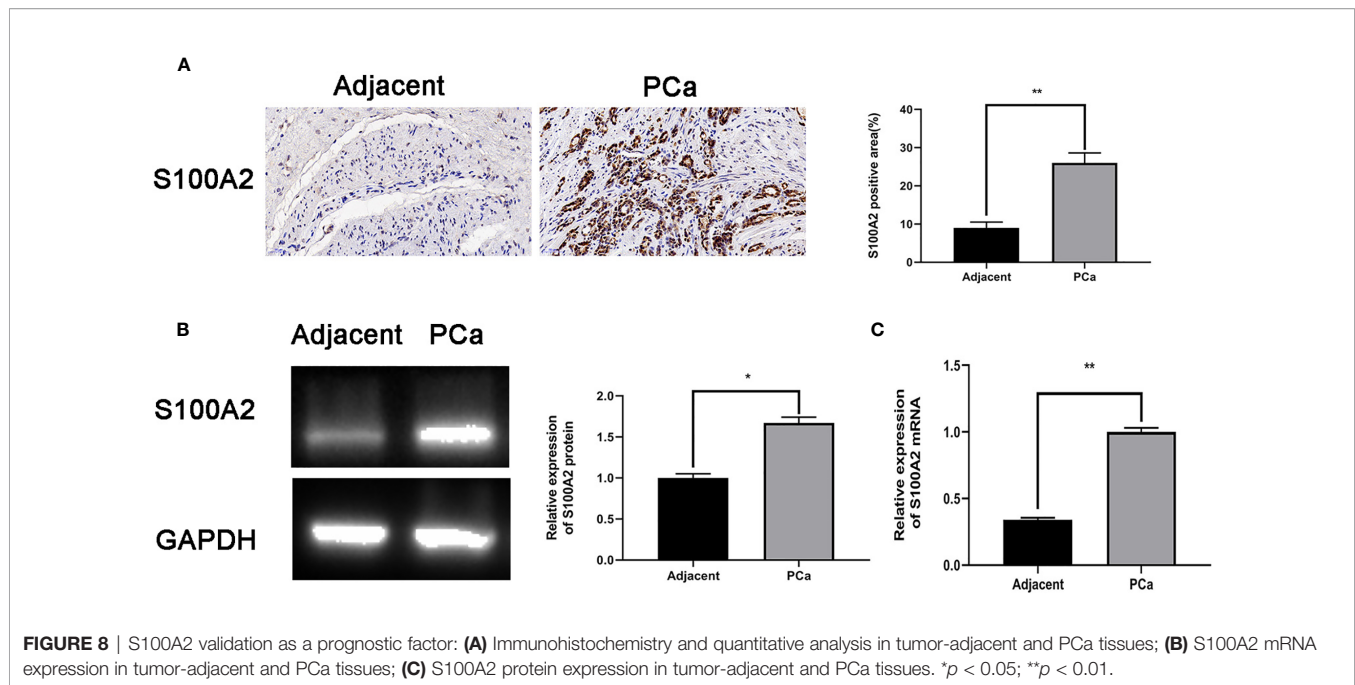 A
Adjacent
PCa
S100A2
S100A2 positive area(%)
40
30
20
10
0
**
Adjacent
PCa
B
Adjacent
PCa
S100A2
GAPDH
Relative expression
of S100A2 protein
2.0
1.5
1.0
0.5
0.0
*
Adjacent
PCa
C
Relative expression
of S100A2 mRNA
1.5
1.0
0.5
0.0
**
Adjacent
PCa
FIGURE 8 | S100A2 validation as a prognostic factor: (A) Immunohistochemistry and quantitative analysis in tumor-adjacent and PCa tissues; (B) S100A2 mRNA
expression in tumor-adjacent and PCa tissues; (C) S100A2 protein expression in tumor-adjacent and PCa tissues. *p < 0.05; **p < 0.01.